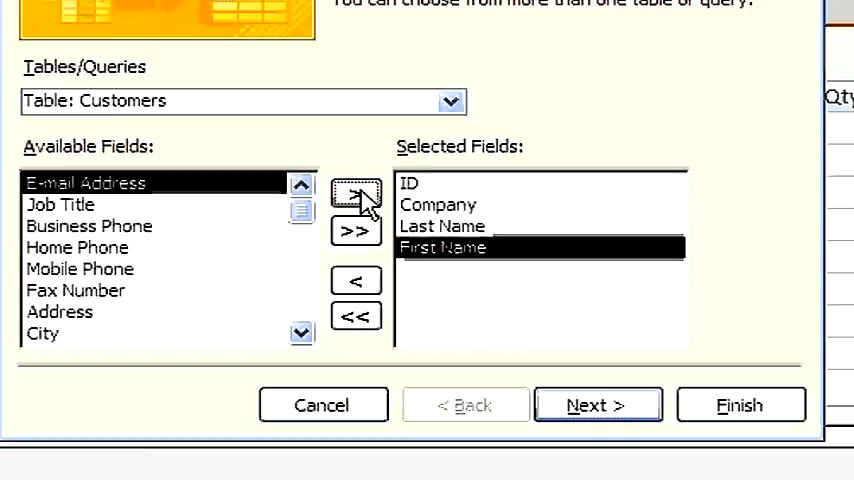 You can choose from more than one table or query.
Tables/Queries
Table: Customers
Qty
Available Fields:
Selected Fields:
E-mail Address
Job Title
Business Phone
Home Phone
Mobile Phone
Fax Number
Address
City
>
>>
<
<<
ID
Company
Last Name
First Name
Cancel
< Back
Next >
Finish